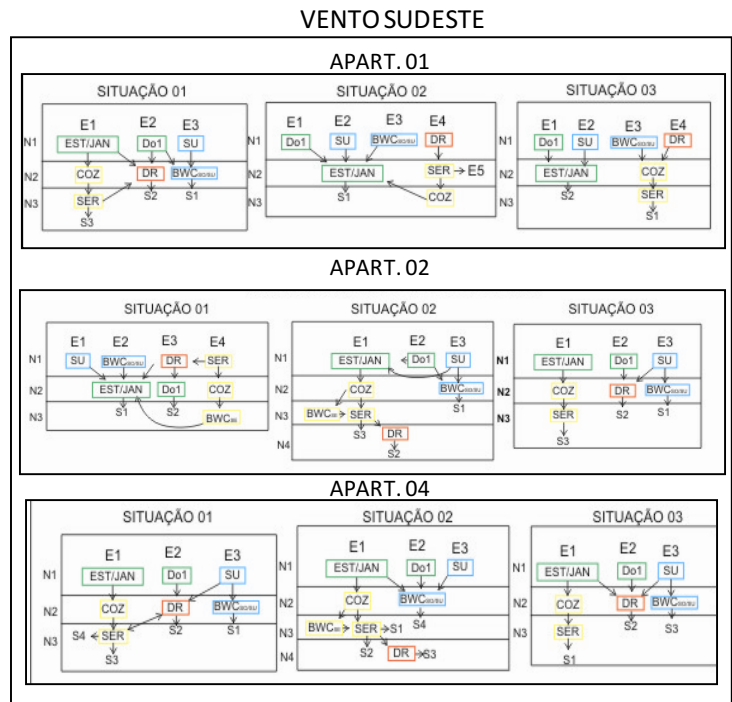 VENTO SUDESTE
APART. 01
SITUAÇÃO 01
E1 E2 E3
N1 EST/JAN Do1 SU
N2 COZ DR BWC
N3 SER S2 S1
S3
SITUAÇÃO 02
E1 E2 E3 E4
N1 Do1 SU BWC DR
N2 EST/JAN SER E5
N3 S1 COZ
SITUAÇÃO 03
E1 E2 E3 E4
N1 Do1 SU BWC DR
N2 EST/JAN COZ
N3 S2 SER
S1
APART. 02
SITUAÇÃO 01
E1 E2 E3 E4
N1 SU BWC DR SER
N2 EST/JAN Do1 COZ
N3 S1 S2 BWC
SITUAÇÃO 02
E1 E2 E3
N1 EST/JAN Do1 SU
N2 COZ BWC
N3 BWC SER S1
S3 DR
N4 S2
SITUAÇÃO 03
E1 E2 E3
N1 EST/JAN Do1 SU
N2 COZ DR BWC
N3 SER S2 S1
S3
APART. 04
SITUAÇÃO 01
E1 E2 E3
N1 EST/JAN Do1 SU
N2 COZ DR BWC
N3 S4 SER S2 S1
S3
SITUAÇÃO 02
E1 E2 E3
N1 EST/JAN Do1 SU
N2 COZ BWC
N3 BWC SER S1 S4
N4 S2 DR S3
SITUAÇÃO 03
E1 E2 E3
N1 EST/JAN Do1 SU
N2 COZ DR BWC
N3 SER S2 S3
S1